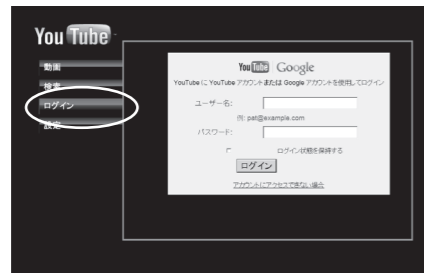 You Tube
動画
検索
ログイン
設定
You Tube Google
YouTube に YouTube アカウントまたは Google アカウントを使用してログイン
ユーザー名:
例: pat@example.com
パスワード:
ログイン状態を保持する
ログイン
アカウントにアクセスできない場合